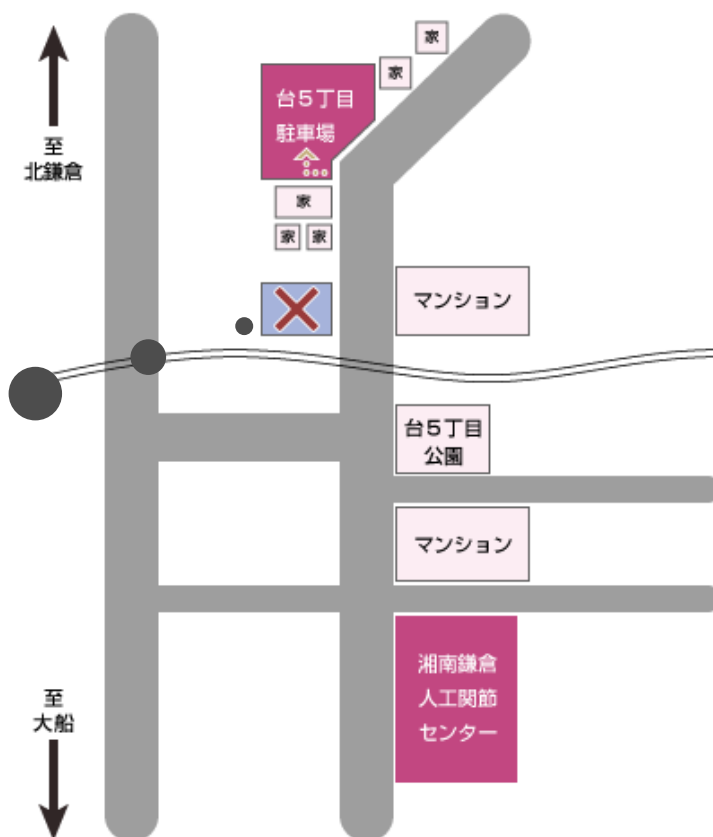 家
家
台5丁目
駐車場
至
北鎌倉
家
家
家
マンション
台5丁目
公園
マンション
湘南鎌倉
人工関節
センター
至
大船